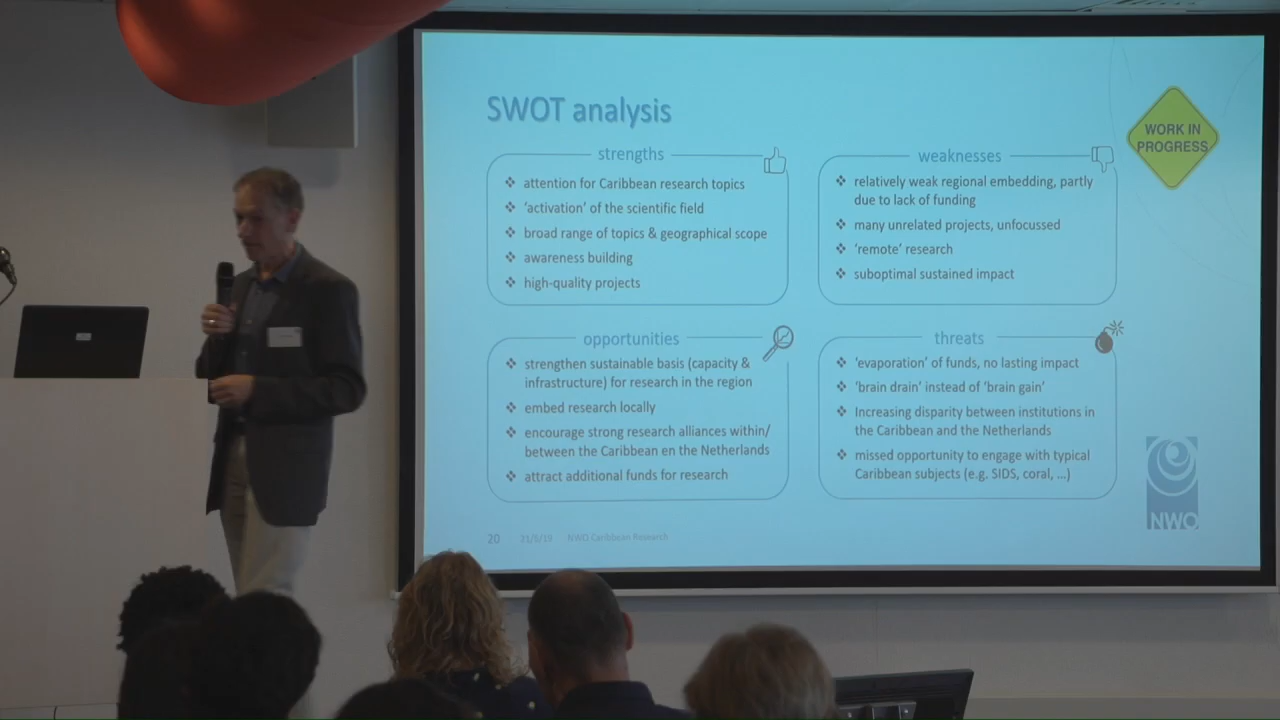 SWOT analysis
WORK IN
PROGRESS
strengths
❖ attention for Caribbean research topics
❖ ‘activation’ of the scientific field
❖ broad range of topics & geographical scope
❖ awareness building
❖ high-quality projects
weaknesses
❖ relatively weak regional embedding, partly
due to lack of funding
❖ many unrelated projects, unfocussed
❖ ‘remote’ research
❖ suboptimal sustained impact
opportunities
❖ strengthen sustainable basis (capacity &
infrastructure) for research in the region
❖ embed research locally
❖ encourage strong research alliances within/
between the Caribbean en the Netherlands
❖ attract additional funds for research
threats
❖ ‘evaporation’ of funds, no lasting impact
❖ ‘brain drain’ instead of ‘brain gain’
❖ Increasing disparity between institutions in
the Caribbean and the Netherlands
❖ missed opportunity to engage with typical
Caribbean subjects (e.g. SIDS, coral, ...)
NWO
20 21/5/19 NWO Caribbean Research